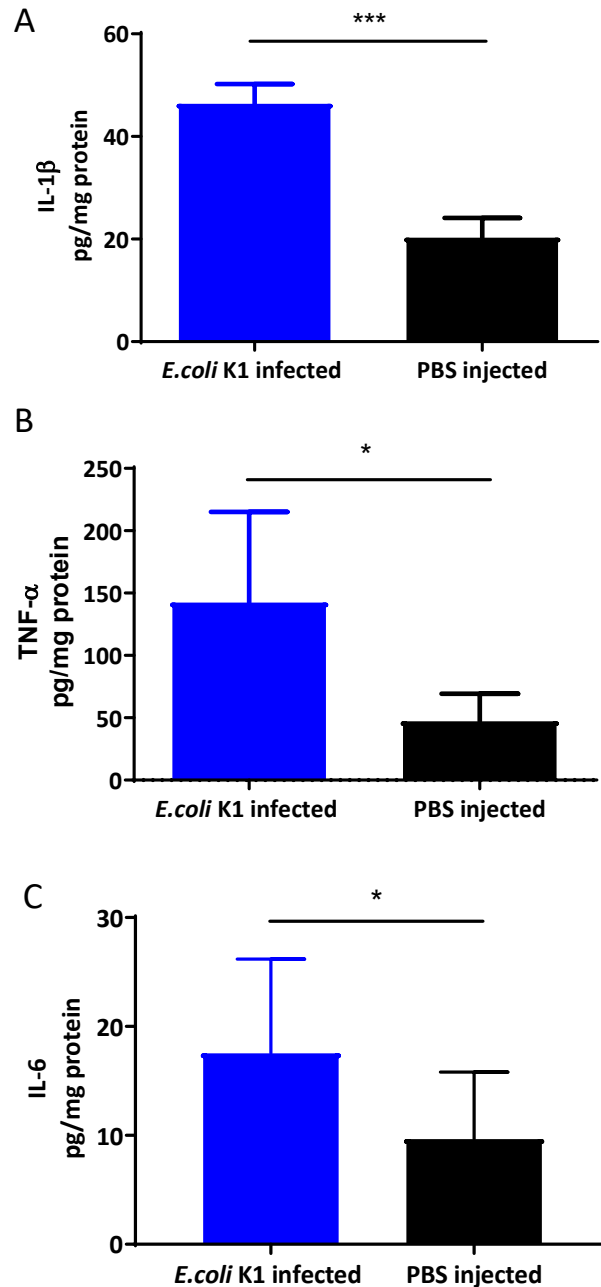 A
***
IL-1β
pg/mg protein
60
40
20
0
E.coli K1 infected PBS injected
B
*
TNF-α
pg/mg protein
250
200
150
100
50
0
E.coli K1 infected PBS injected
C
*
IL-6
pg/mg protein
30
20
10
0
E.coli K1 infected PBS injected